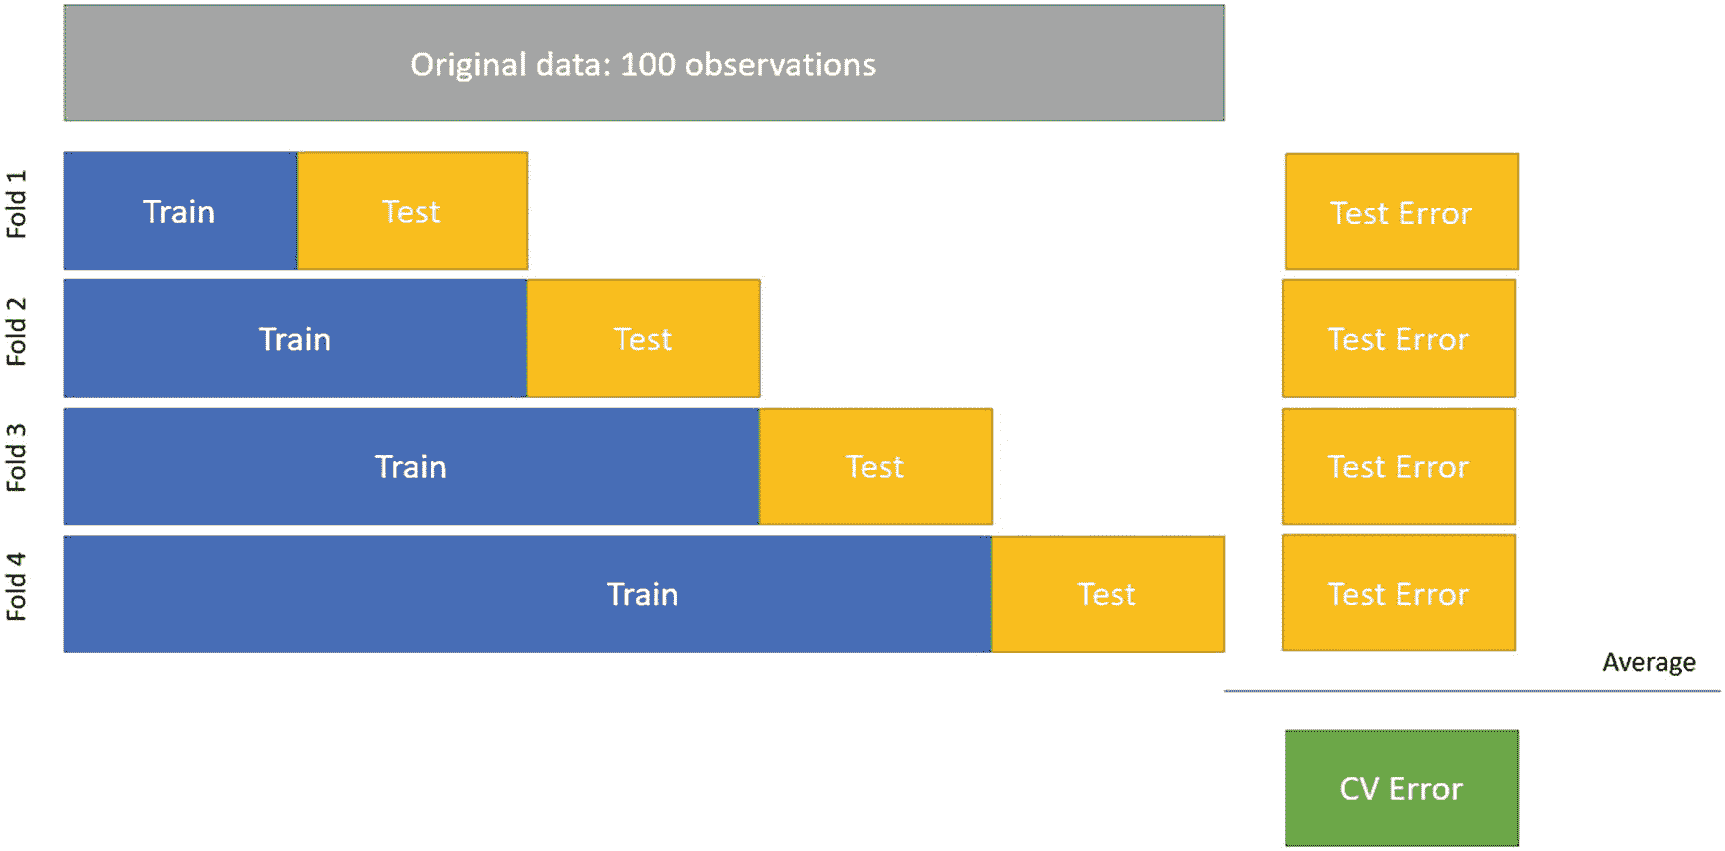 Original data: 100 observations
Fold 1
Train
Test
Test Error
Fold 2
Train
Test
Test Error
Fold 3
Train
Test
Test Error
Fold 4
Train
Test
Test Error
Average
CV Error